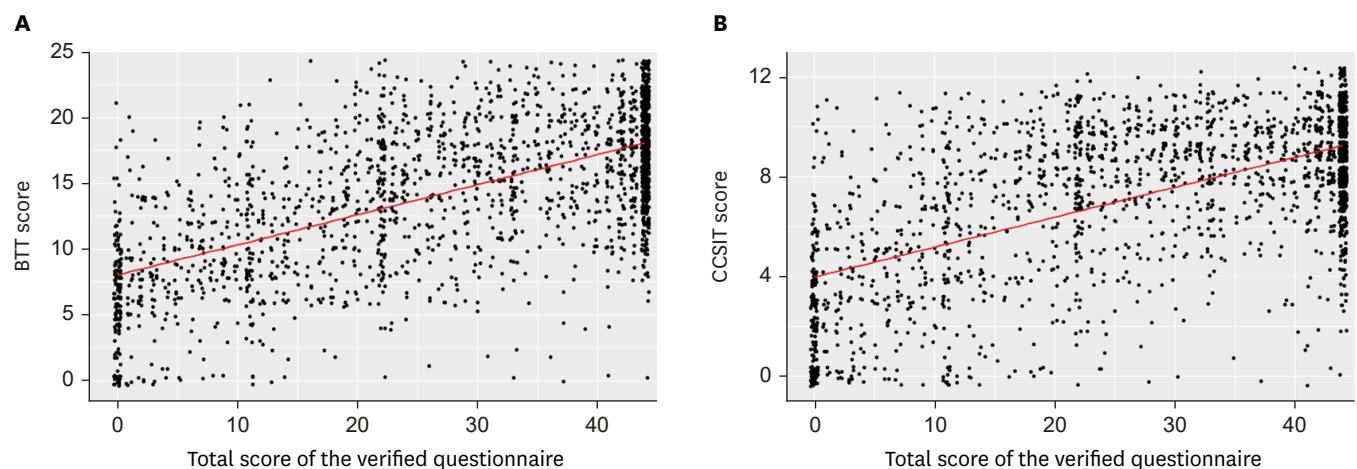 A
BTT score
25
20
15
10
5
0
0 10 20 30 40
Total score of the verified questionnaire
B
CCSIT score
12
8
4
0
0 10 20 30 40
Total score of the verified questionnaire